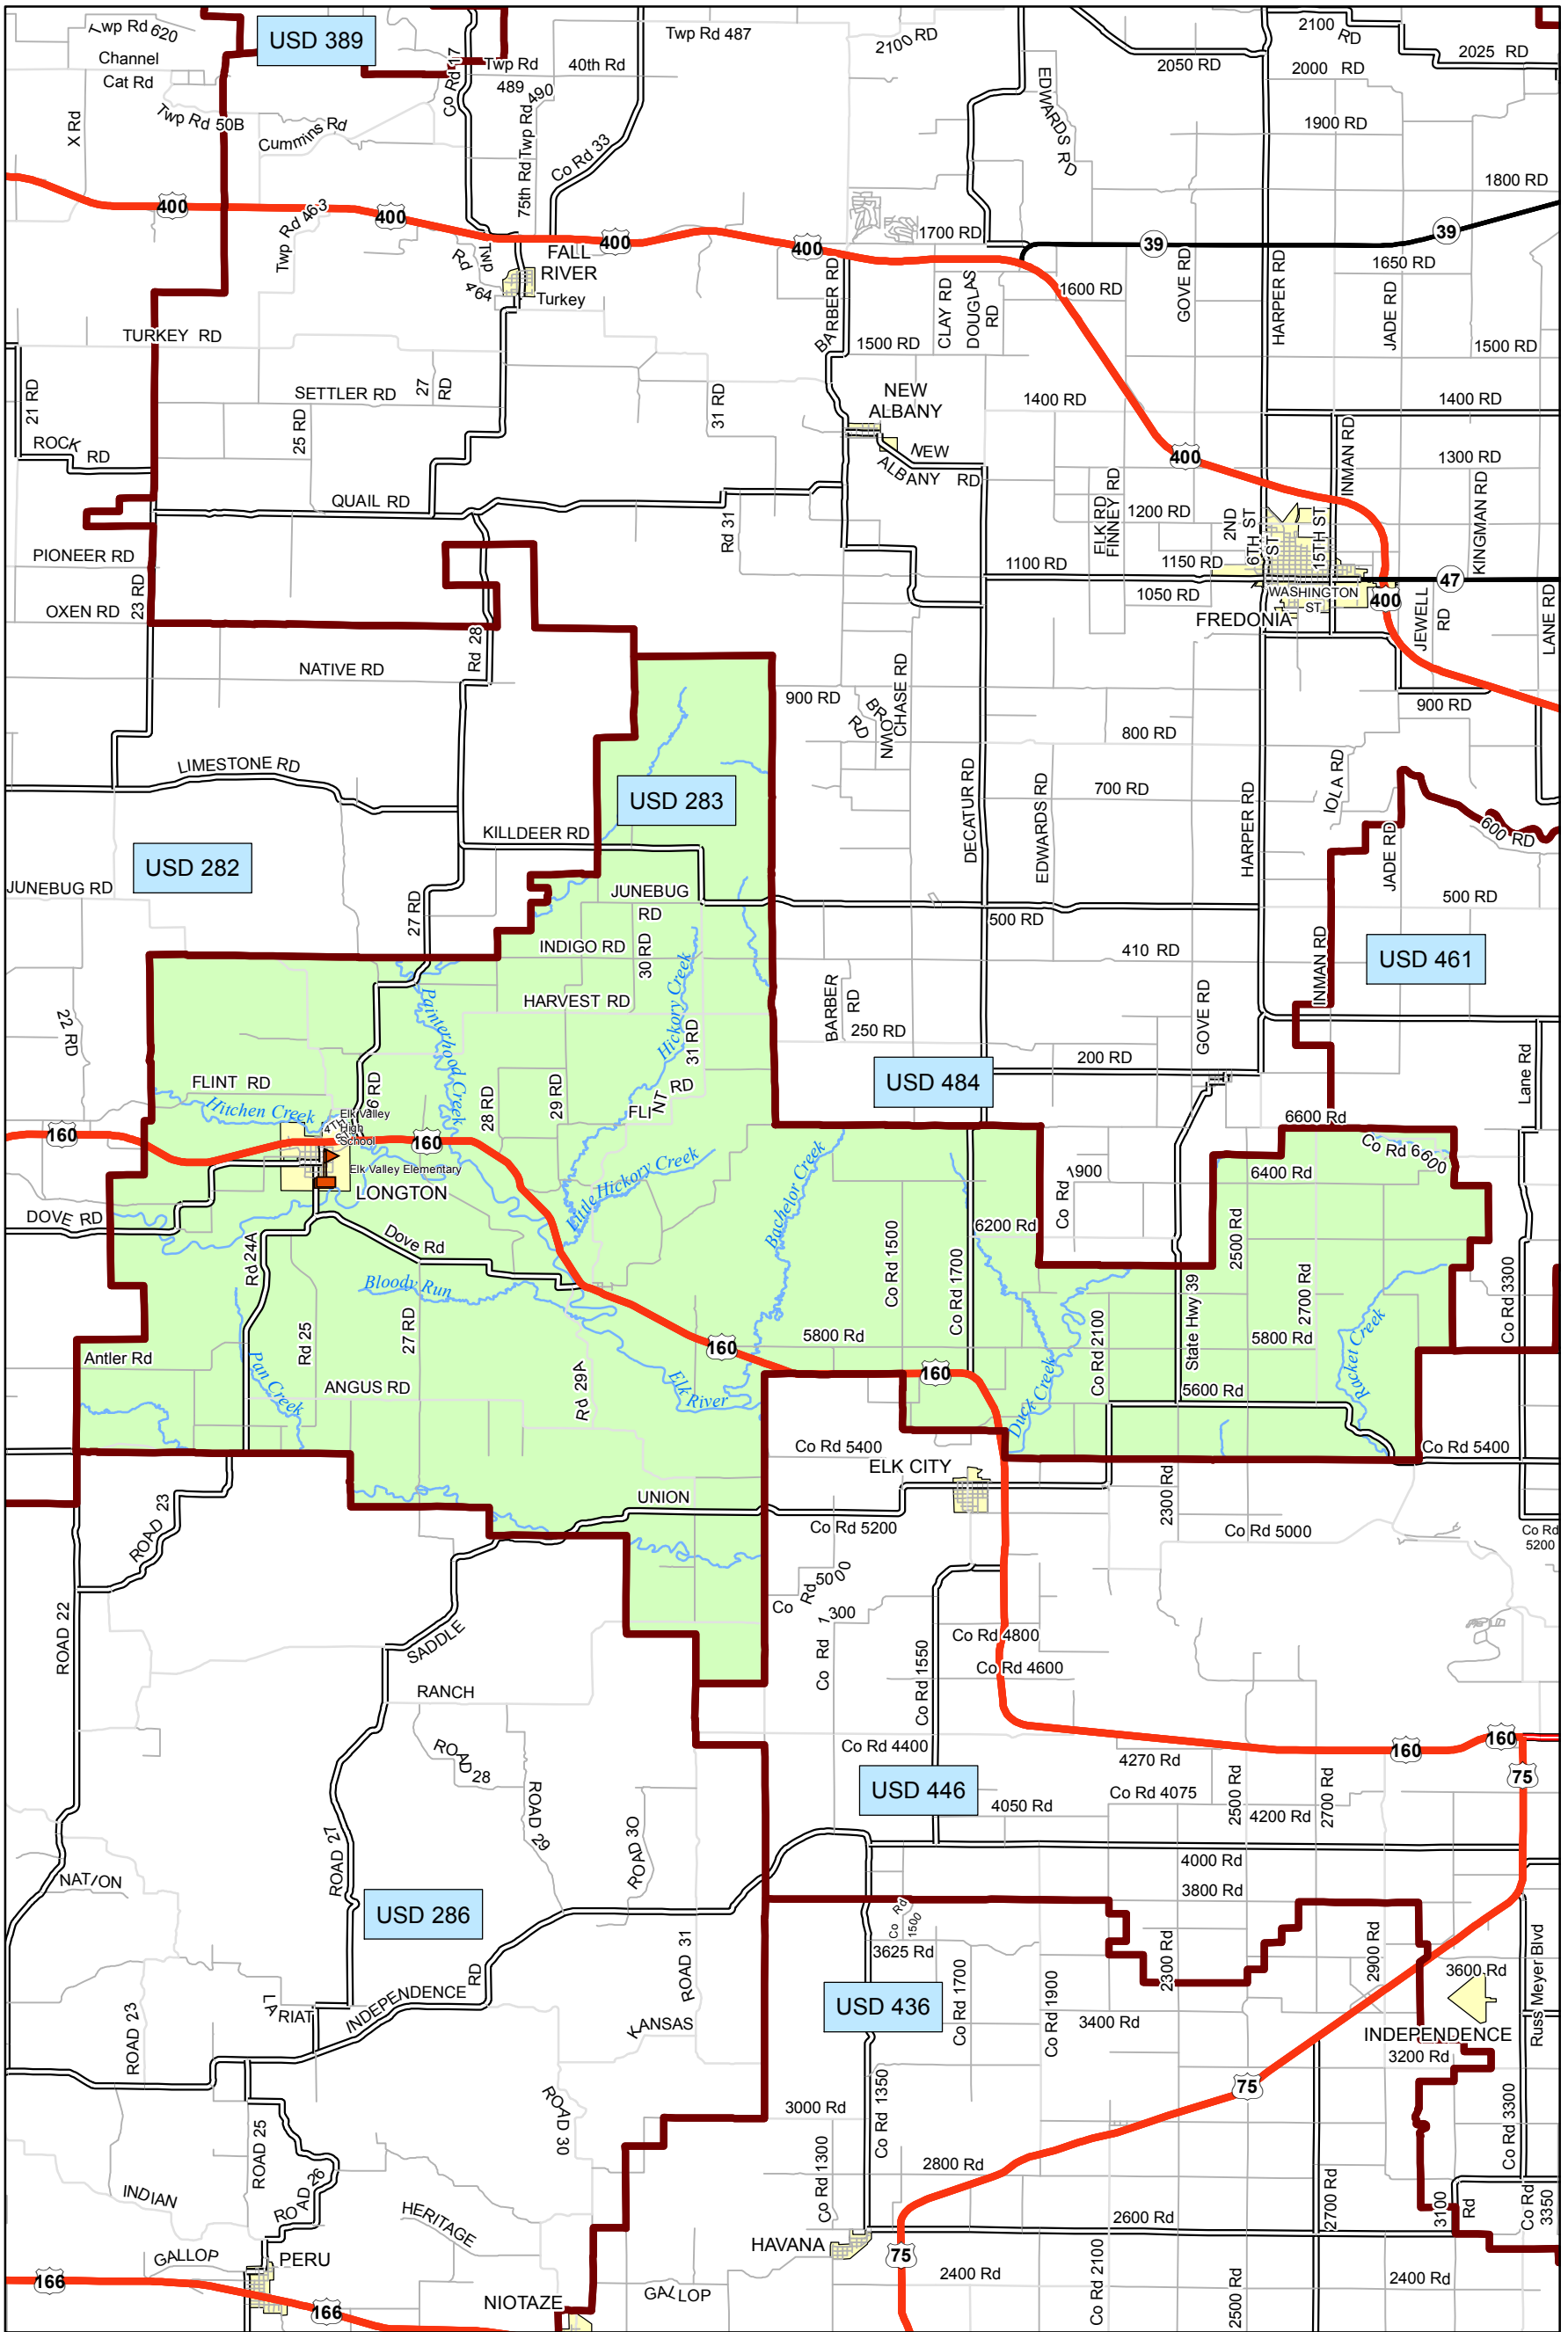 Twp Rd 620
USD 389
Co Rd 17
Twp Rd 487
2100 RD
2100 RD
2025 RD
Channel
Cat Rd
Twp Rd
489
40th Rd
2050 RD
2000 RD
X Rd
Twp Rd 50B
Cummins Rd
Twp Rd 490
75th Rd
Co Rd 33
EDWARDS RD
1900 RD
1800 RD
400
400
400
400
Twp Rd 463
Twp Rd 464
FALL RIVER
Turkey
1700 RD
39
39
BARBER RD
CLAY RD
DOUGLAS RD
1600 RD
GOVE RD
HARPER RD
1650 RD
JADE RD
TURKEY RD
1500 RD
1500 RD
21 RD
SETTLER RD
27 RD
25 RD
31 RD
NEW ALBANY
1400 RD
1400 RD
ROCK RD
NEW ALBANY RD
400
INMAN RD
1300 RD
QUAIL RD
Rd 31
ELK RD
FINNEY RD
1200 RD
2ND ST
6TH ST
15TH ST
KINGMAN RD
PIONEER RD
23 RD
1100 RD
1150 RD
47
OXEN RD
1050 RD
WASHINGTON ST
400
FREDONIA
JEWELL RD
LANE RD
Rd 28
NATIVE RD
900 RD
BROWN RD
CHASE RD
900 RD
800 RD
LIMESTONE RD
USD 283
DECATUR RD
EDWARDS RD
700 RD
HARPER RD
IOLA RD
600 RD
KILLDEER RD
USD 282
JADE RD
JUNEBUG RD
JUNEBUG RD
500 RD
500 RD
27 RD
INDIGO RD
30 RD
410 RD
INMAN RD
USD 461
Painterhood Creek
HARVEST RD
Hickory Creek
31 RD
BARBER RD
250 RD
GOVE RD
22 RD
200 RD
Lane Rd
FLINT RD
26 RD
28 RD
29 RD
FLINT RD
USD 484
Hitchen Creek
Elk Valley High School
4TH
160
160
6600 Rd
Co Rd 6600
Elk Valley Elementary
LONGTON
Little Hickory Creek
Bachelor Creek
Co Rd 1900
6400 Rd
DOVE RD
Dove Rd
Rd 24A
6200 Rd
2500 Rd
Bloody Run
Co Rd 1500
Co Rd 1700
2700 Rd
Co Rd 3300
Rd 25
27 RD
5800 Rd
Co Rd 2100
State Hwy 39
5800 Rd
Racket Creek
Antler Rd
160
160
Pan Creek
ANGUS RD
Rd 29A
Elk River
Duck Creek
5600 Rd
Co Rd 5400
Co Rd 5400
ELK CITY
ROAD 23
UNION
Co Rd 5200
2300 Rd
Co Rd 5000
Co Rd 5200
Co Rd 5000
Co Rd 1300
ROAD 22
SADDLE
Co Rd 4800
Co Rd 4600
Co Rd 1550
RANCH
Co Rd 4400
160
160
ROAD 28
4270 Rd
75
USD 446
Co Rd 4075
ROAD 29
4050 Rd
2500 Rd
4200 Rd
2700 Rd
ROAD 27
ROAD 30
4000 Rd
NATION
3800 Rd
USD 286
Co Rd 1500
3625 Rd
ROAD 31
2300 Rd
2900 Rd
3600 Rd
Russ Meyer Blvd
USD 436
Co Rd 1700
Co Rd 1900
LARIAT
INDEPENDENCE RD
ROAD 23
KANSAS
3400 Rd
INDEPENDENCE
3200 Rd
75
ROAD 30
3000 Rd
Co Rd 1350
Co Rd 3300
ROAD 25
ROAD 26
Co Rd 1300
2800 Rd
INDIAN
HERITAGE
2600 Rd
2700 Rd
3100 Rd
Co Rd 3350
HAVANA
75
GALLOP
PERU
166
166
NIOTAZE
GALLOP
2400 Rd
Co Rd 2100
2500 Rd
2400 Rd